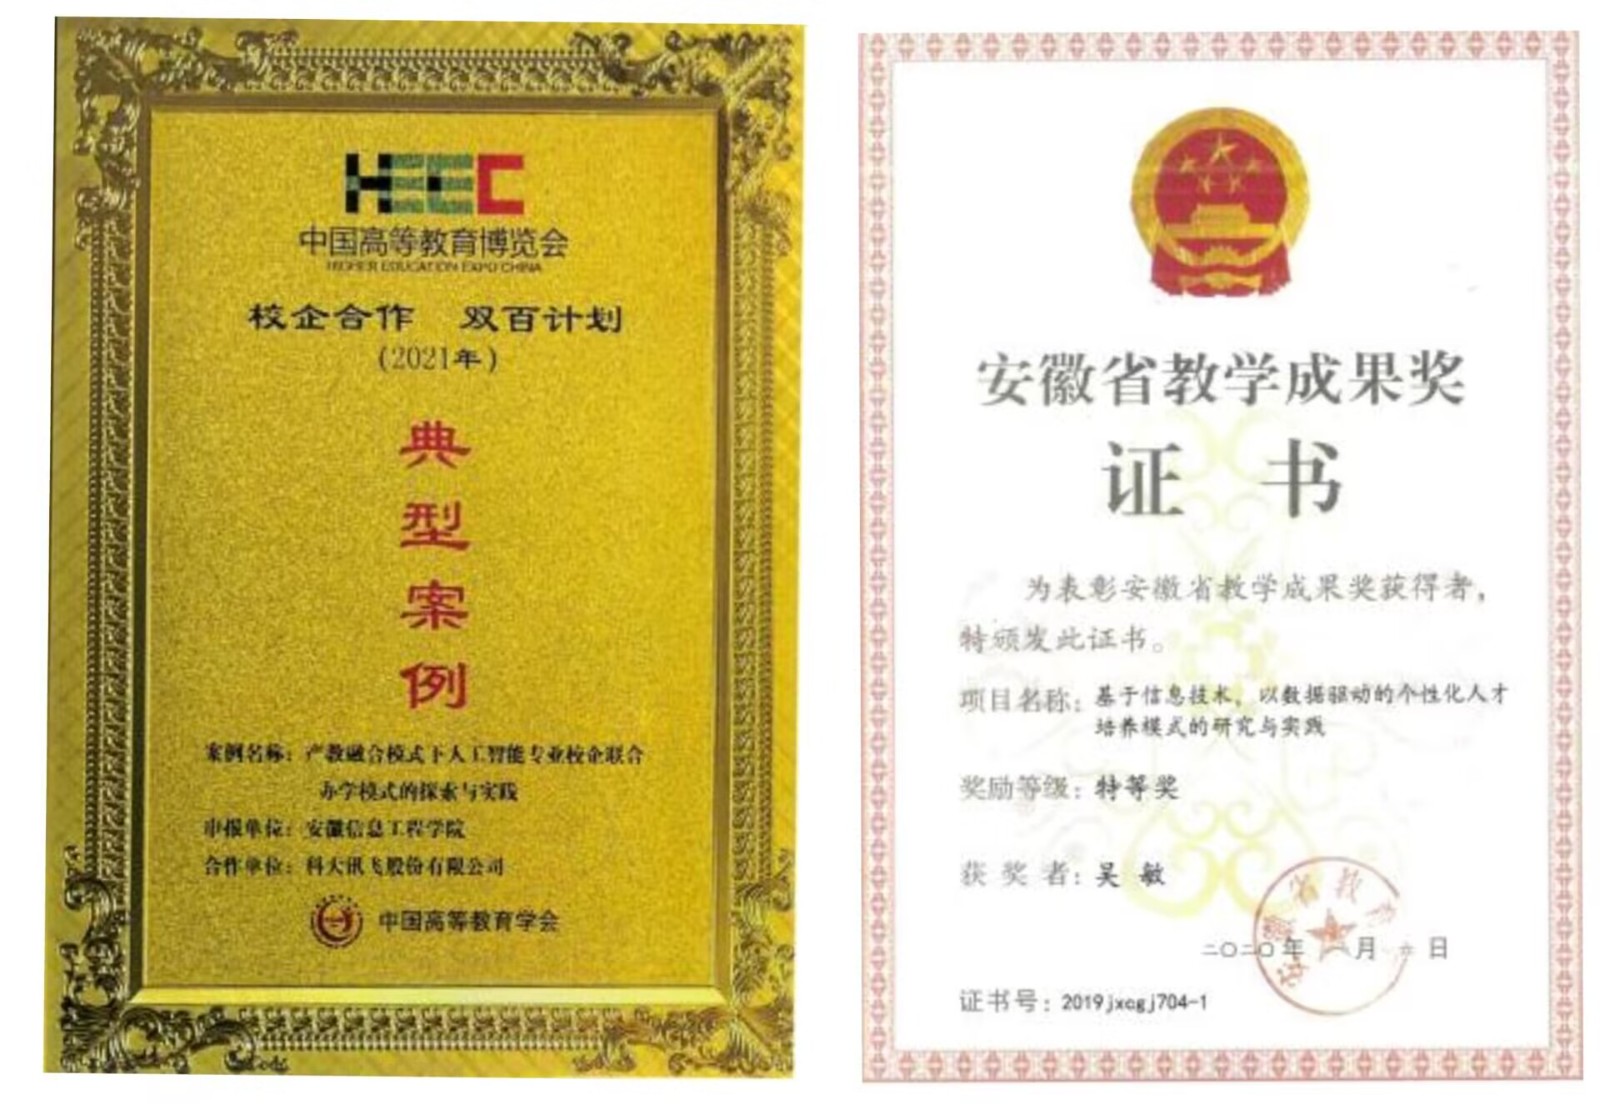 HEEC
中国高等教育博览会
HIGHER EDUCATION EXPO CHINA
校企合作 双百计划
(2021年)
典
型
案
例
案例名称：产教融合模式下人工智能专业校企联合
办学模式的探索与实践
申报单位：安徽信息工程学院
合作单位：科大讯飞股份有限公司
中国高等教育学会
安徽省教学成果奖
证 书
为表彰安徽省教学成果奖获得者，
特颁发此证书。
项目名称：基于信息技术，以数据驱动的个性化人才
培养模式的研究与实践
奖励等级：特等奖
获 奖 者：吴 敏
省教
二〇二〇年 月 日
证书号：2019jxcgj704-1